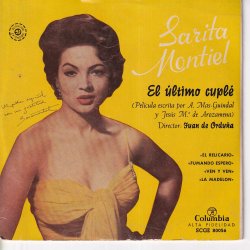 Sarita
Montiel
El último cuplé
(Película escrita por A. Mas-Guindal
y Jesús M.ª de Arozamena)
Director: Juan de Orduña
«EL RELICARIO»
«FUMANDO ESPERO»
«VEN Y VEN»
«LA MADELON»
Columbia
ALTA FIDELIDAD
SCGE 80056